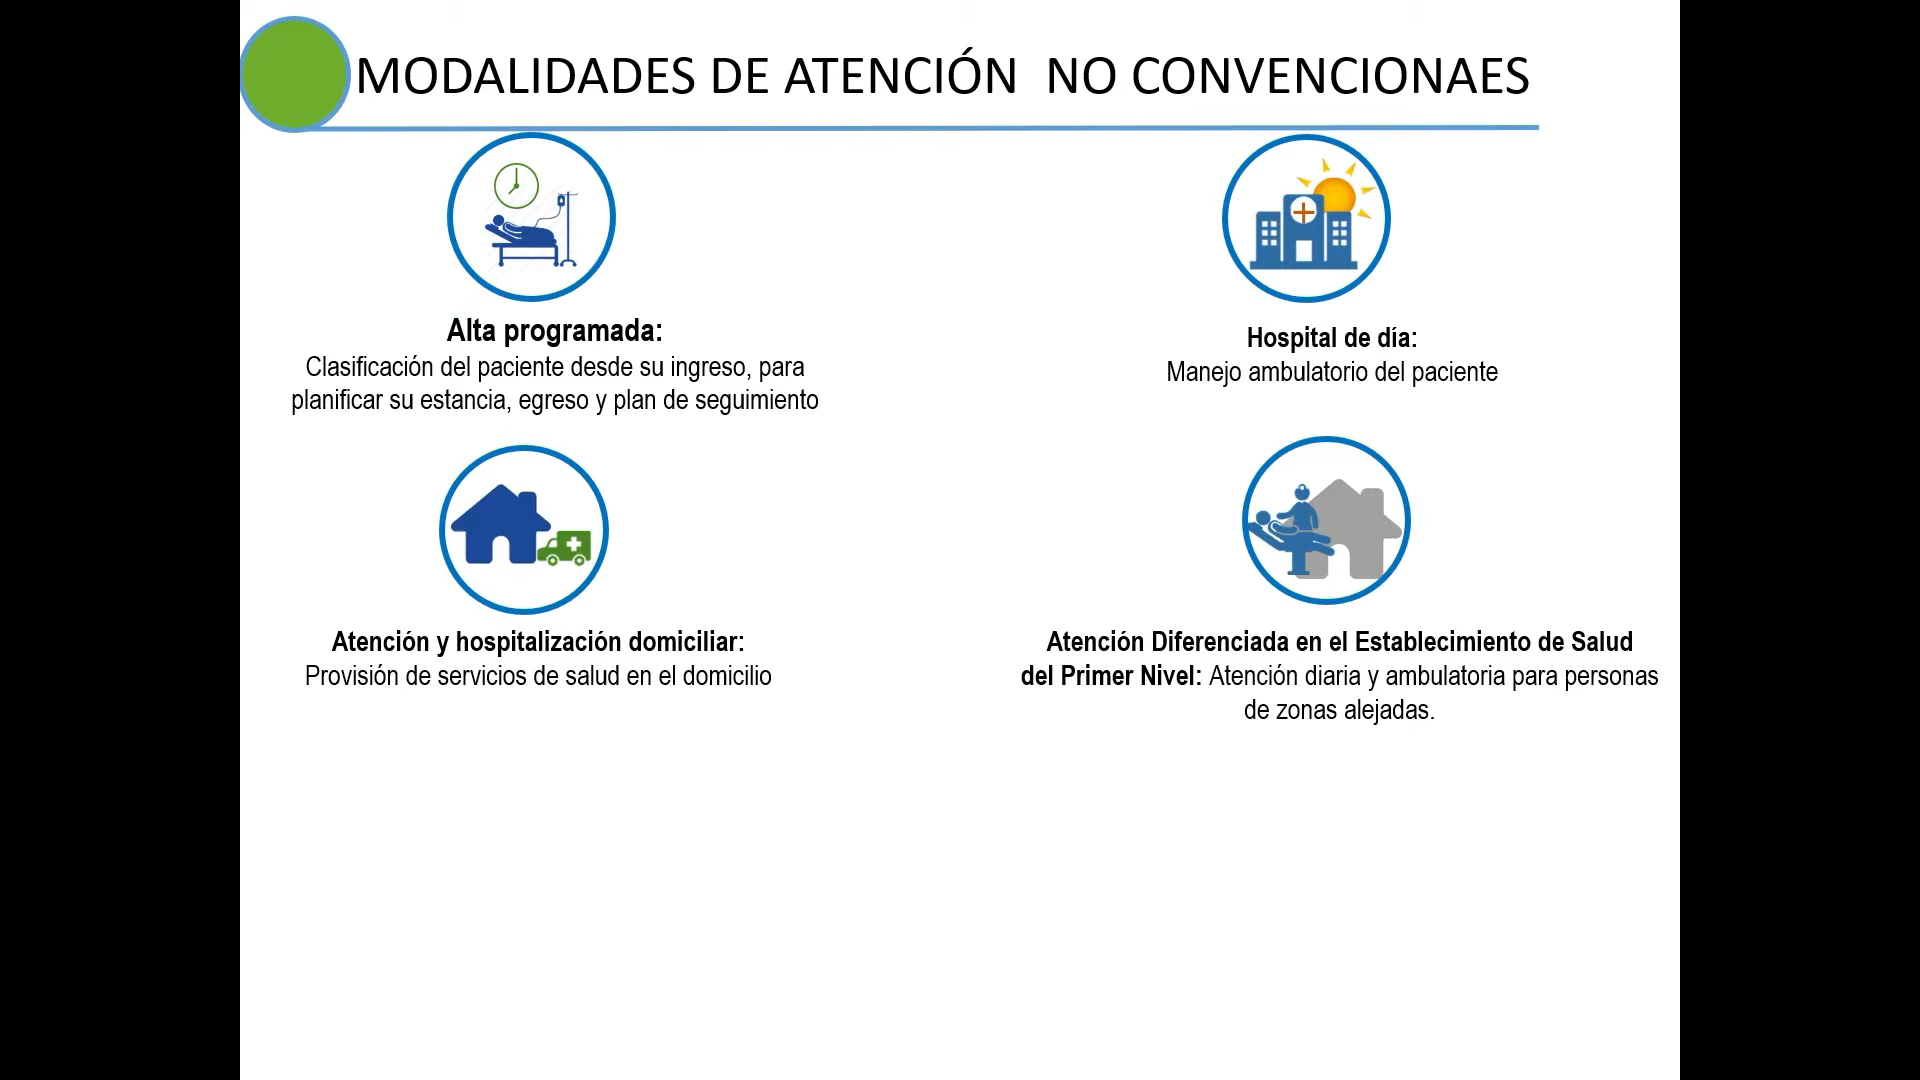 MODALIDADES DE ATENCIÓN  NO CONVENCIONAES
Alta programada:
Clasificación del paciente desde su ingreso, para
planificar su estancia, egreso y plan de seguimiento
Hospital de día:
Manejo ambulatorio del paciente
Atención y hospitalización domiciliar:
Provisión de servicios de salud en el domicilio
Atención Diferenciada en el Establecimiento de Salud
del Primer Nivel: Atención diaria y ambulatoria para personas
de zonas alejadas.